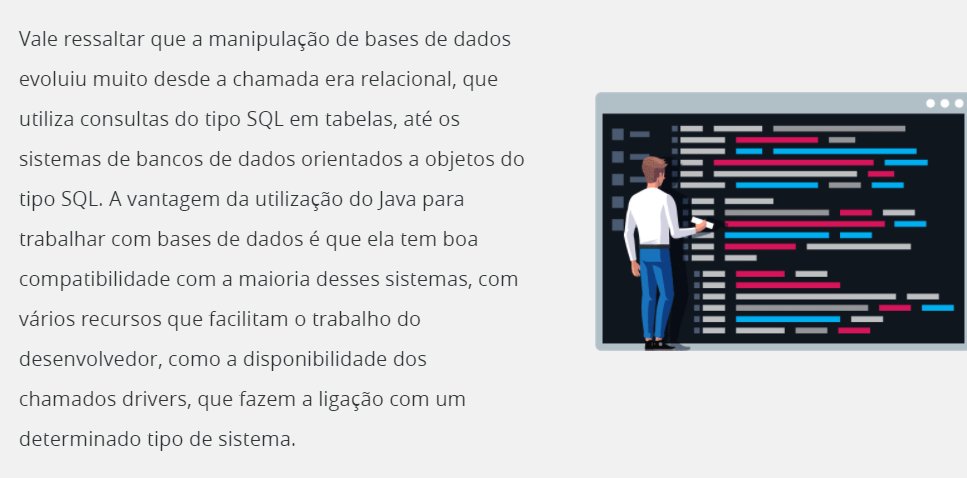 Vale ressaltar que a manipulação de bases de dados
evoluiu muito desde a chamada era relacional, que
utiliza consultas do tipo SQL em tabelas, até os
sistemas de bancos de dados orientados a objetos do
tipo SQL. A vantagem da utilização do Java para
trabalhar com bases de dados é que ela tem boa
compatibilidade com a maioria desses sistemas, com
vários recursos que facilitam o trabalho do
desenvolvedor, como a disponibilidade dos
chamados drivers, que fazem a ligação com um
determinado tipo de sistema.